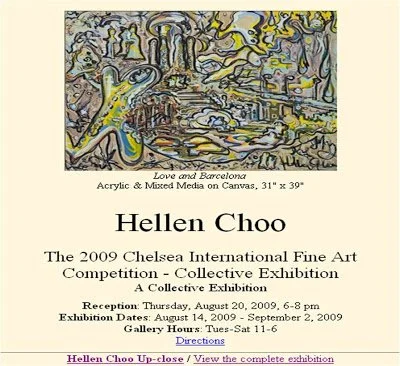 Love and Barcelona
Acrylic & Mixed Media on Canvas, 31" x 39"
Hellen Choo
The 2009 Chelsea International Fine Art
Competition - Collective Exhibition
A Collective Exhibition
Reception: Thursday, August 20, 2009, 6-8 pm
Exhibition Dates: August 14, 2009 - September 2, 2009
Gallery Hours: Tues-Sat 11-6
Directions
Hellen Choo Up-close / View the complete exhibition